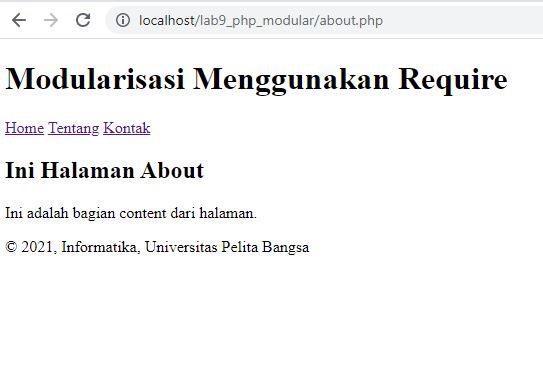 localhost/lab9_php_modular/about.php
Modularisasi Menggunakan Require
Home Tentang Kontak
Ini Halaman About
Ini adalah bagian content dari halaman.
© 2021, Informatika, Universitas Pelita Bangsa